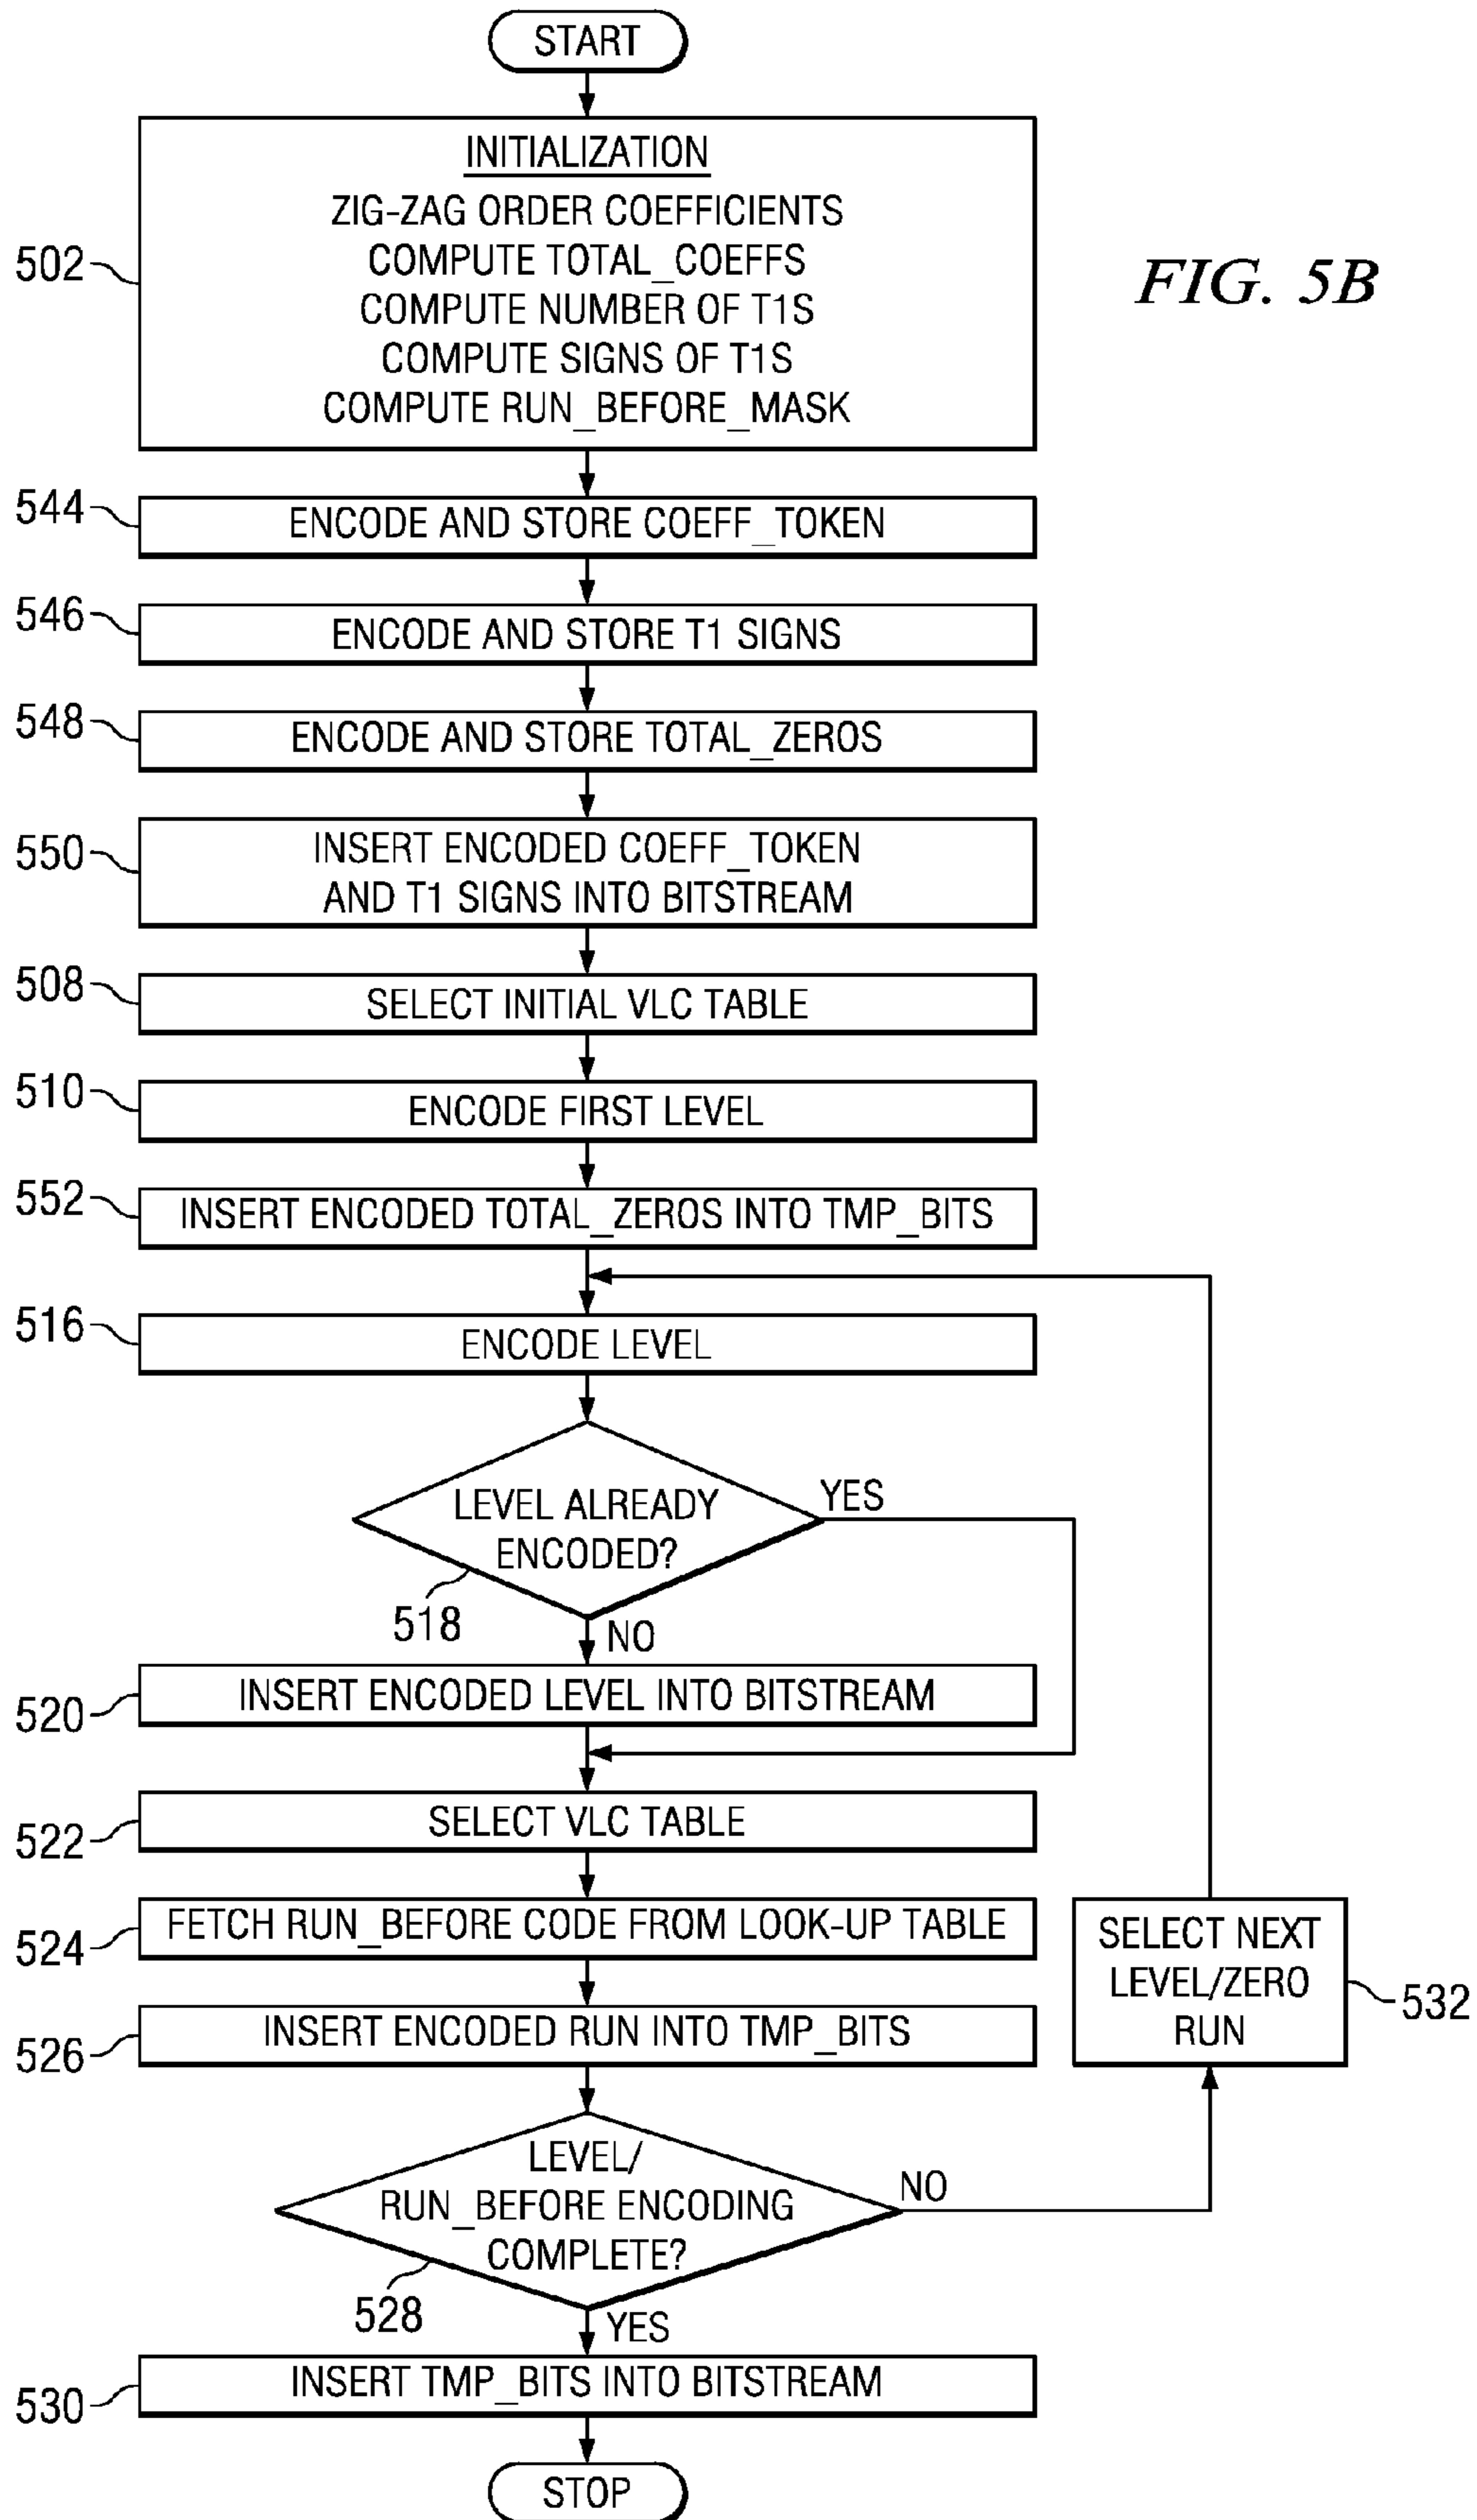 START
INITIALIZATION
ZIG-ZAG ORDER COEFFICIENTS
COMPUTE TOTAL_COEFFS
COMPUTE NUMBER OF T1S
COMPUTE SIGNS OF T1S
COMPUTE RUN_BEFORE_MASK
502
FIG. 5B
544
ENCODE AND STORE COEFF_TOKEN
546
ENCODE AND STORE T1 SIGNS
548
ENCODE AND STORE TOTAL_ZEROS
550
INSERT ENCODED COEFF_TOKEN
AND T1 SIGNS INTO BITSTREAM
508
SELECT INITIAL VLC TABLE
510
ENCODE FIRST LEVEL
552
INSERT ENCODED TOTAL_ZEROS INTO TMP_BITS
516
ENCODE LEVEL
LEVEL ALREADY
ENCODED?
YES
518
NO
520
INSERT ENCODED LEVEL INTO BITSTREAM
522
SELECT VLC TABLE
524
FETCH RUN_BEFORE CODE FROM LOOK-UP TABLE
SELECT NEXT
LEVEL/ZERO
RUN
532
526
INSERT ENCODED RUN INTO TMP_BITS
LEVEL/
RUN_BEFORE ENCODING
COMPLETE?
NO
528
YES
530
INSERT TMP_BITS INTO BITSTREAM
STOP